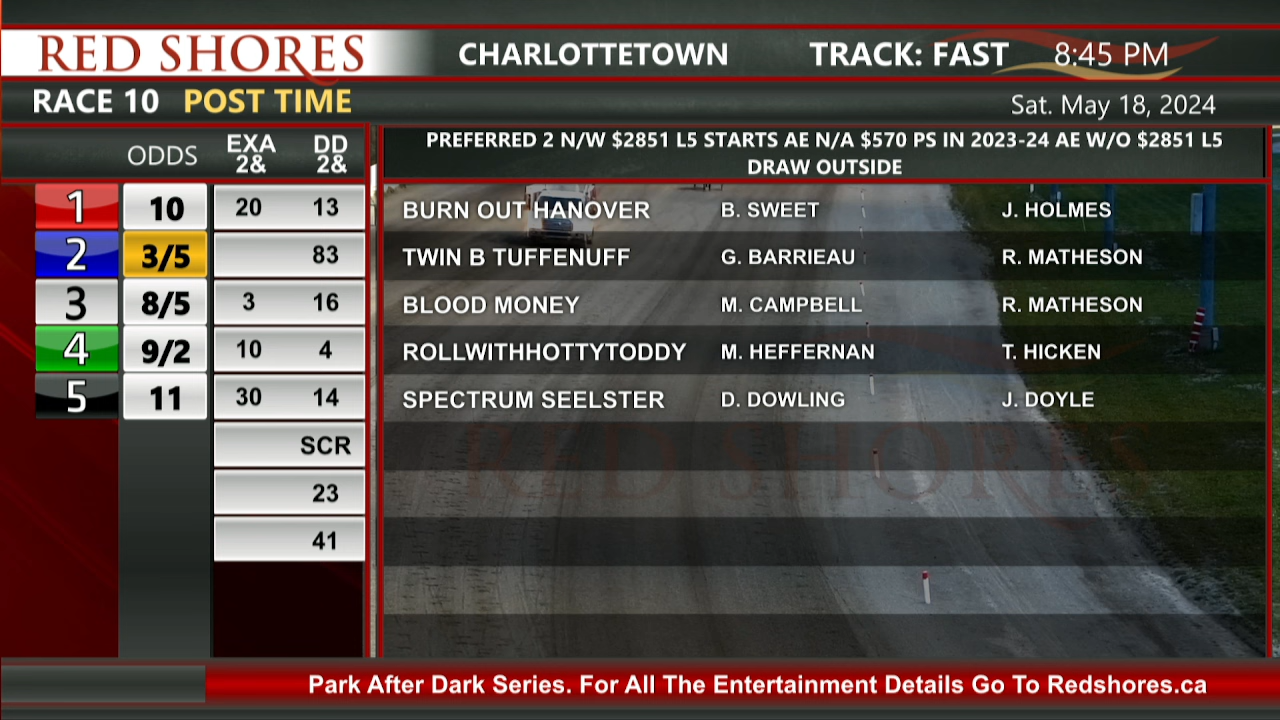 RED SHORES CHARLOTTETOWN TRACK: FAST 8:45 PM
RACE 10 POST TIME Sat. May 18, 2024
ODDS EXA 2& DD 2&
PREFERRED 2 N/W $2851 L5 STARTS AE N/A $570 PS IN 2023-24 AE W/O $2851 L5
DRAW OUTSIDE
1 10 20 13 BURN OUT HANOVER B. SWEET J. HOLMES
2 3/5 83 TWIN B TUFFENUFF G. BARRIEAU R. MATHESON
3 8/5 3 16 BLOOD MONEY M. CAMPBELL R. MATHESON
4 9/2 10 4 ROLLWITHHOTTYTODDY M. HEFFERNAN T. HICKEN
5 11 30 14 SPECTRUM SEELSTER D. DOWLING J. DOYLE
SCR
RED SHORES
23
41
Park After Dark Series. For All The Entertainment Details Go To Redshores.ca